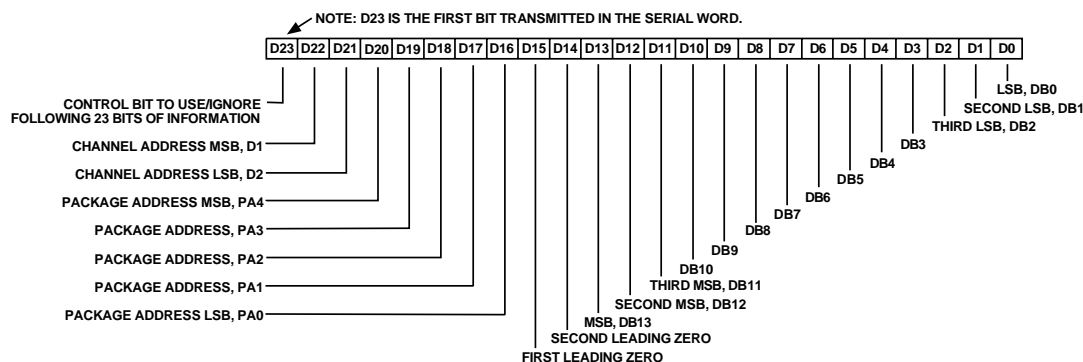 NOTE: D23 IS THE FIRST BIT TRANSMITTED IN THE SERIAL WORD.
D23 D22 D21 D20 D19 D18 D17 D16 D15 D14 D13 D12 D11 D10 D9 D8 D7 D6 D5 D4 D3 D2 D1 D0
LSB, DB0
CONTROL BIT TO USE/IGNORE
FOLLOWING 23 BITS OF INFORMATION
SECOND LSB, DB1
THIRD LSB, DB2
DB3
CHANNEL ADDRESS MSB, D1
DB4
CHANNEL ADDRESS LSB, D2
DB5
DB6
PACKAGE ADDRESS MSB, PA4
DB7
PACKAGE ADDRESS, PA3
DB8
DB9
PACKAGE ADDRESS, PA2
DB10
PACKAGE ADDRESS, PA1
THIRD MSB, DB11
SECOND MSB, DB12
PACKAGE ADDRESS LSB, PA0
MSB, DB13
SECOND LEADING ZERO
FIRST LEADING ZERO